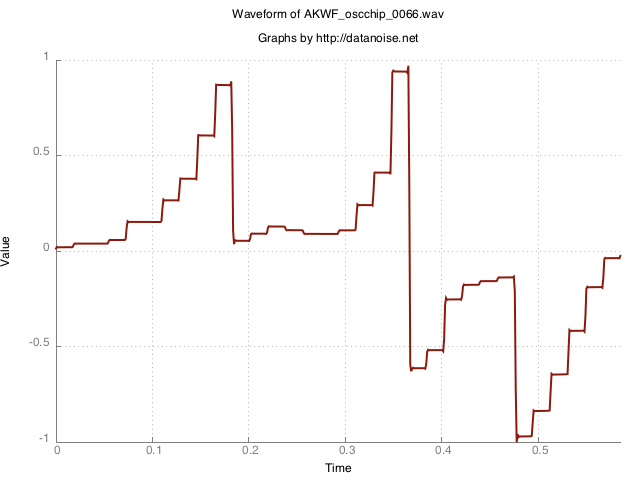 Waveform of AKWF_oscchip_0066.wav
Graphs by http://datanoise.net
1
0.5
0
-0.5
-1
Value
0 0.1 0.2 0.3 0.4 0.5
Time